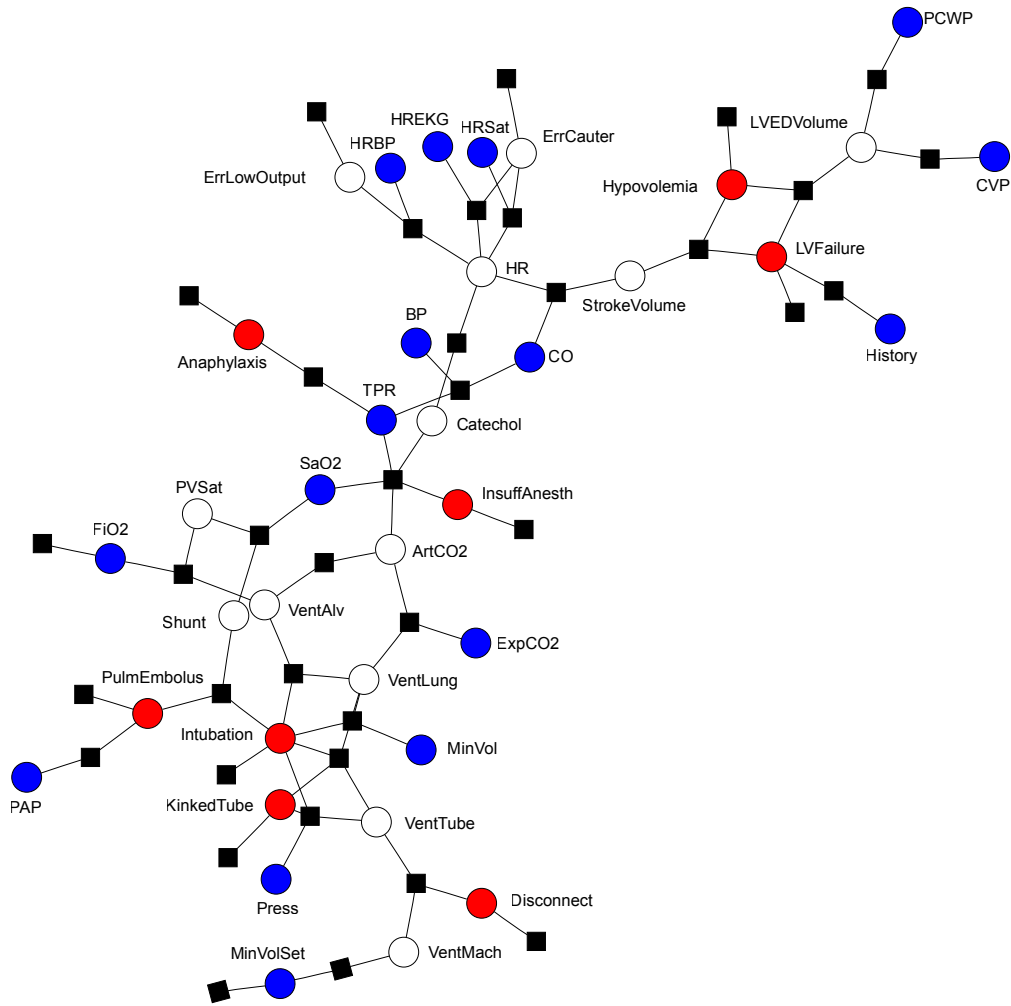 PCWP
HREKG
HRSat
ErrCauter
LVEDVolume
HRBP
ErrLowOutput
Hypovolemia
CVP
LVFailure
HR
StrokeVolume
BP
Anaphylaxis
CO
History
TPR
Catechol
SaO2
PVSat
InsuffAnesth
FiO2
ArtCO2
Shunt
VentAlv
ExpCO2
PulmEmbolus
VentLung
Intubation
MinVol
PAP
KinkedTube
VentTube
Press
Disconnect
MinVolSet
VentMach